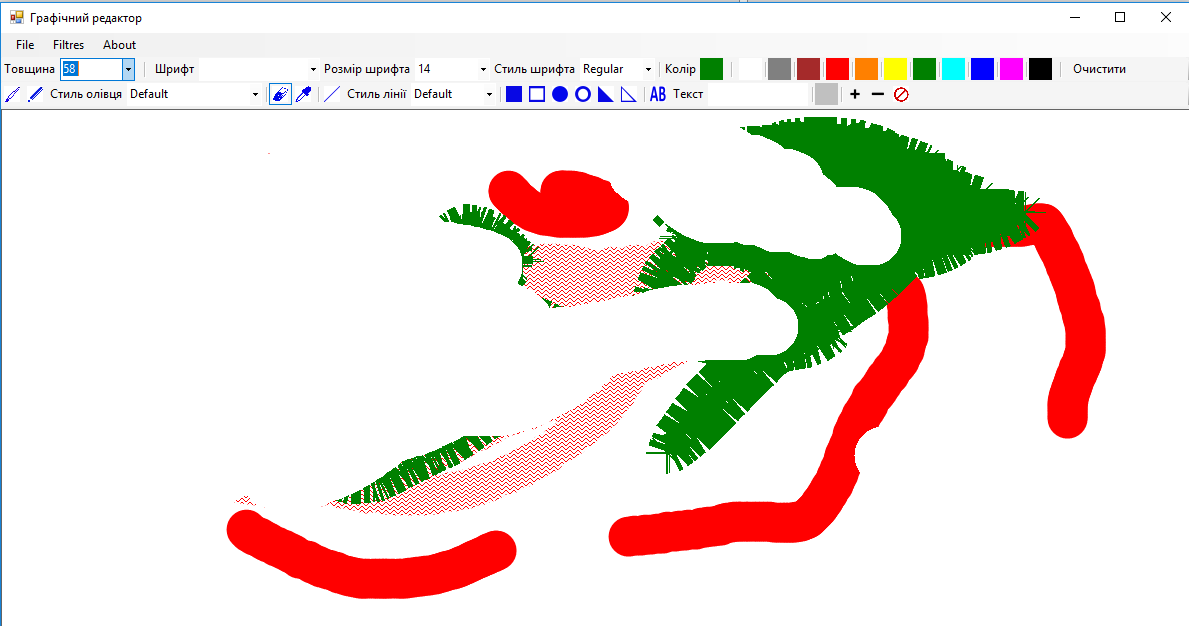 Графічний редактор
File Filtres About
Товщина 58 Шрифт Розмір шрифта 14 Стиль шрифта Regular Колір Очистити
Стиль олівця Default Стиль лінії Default AB Текст